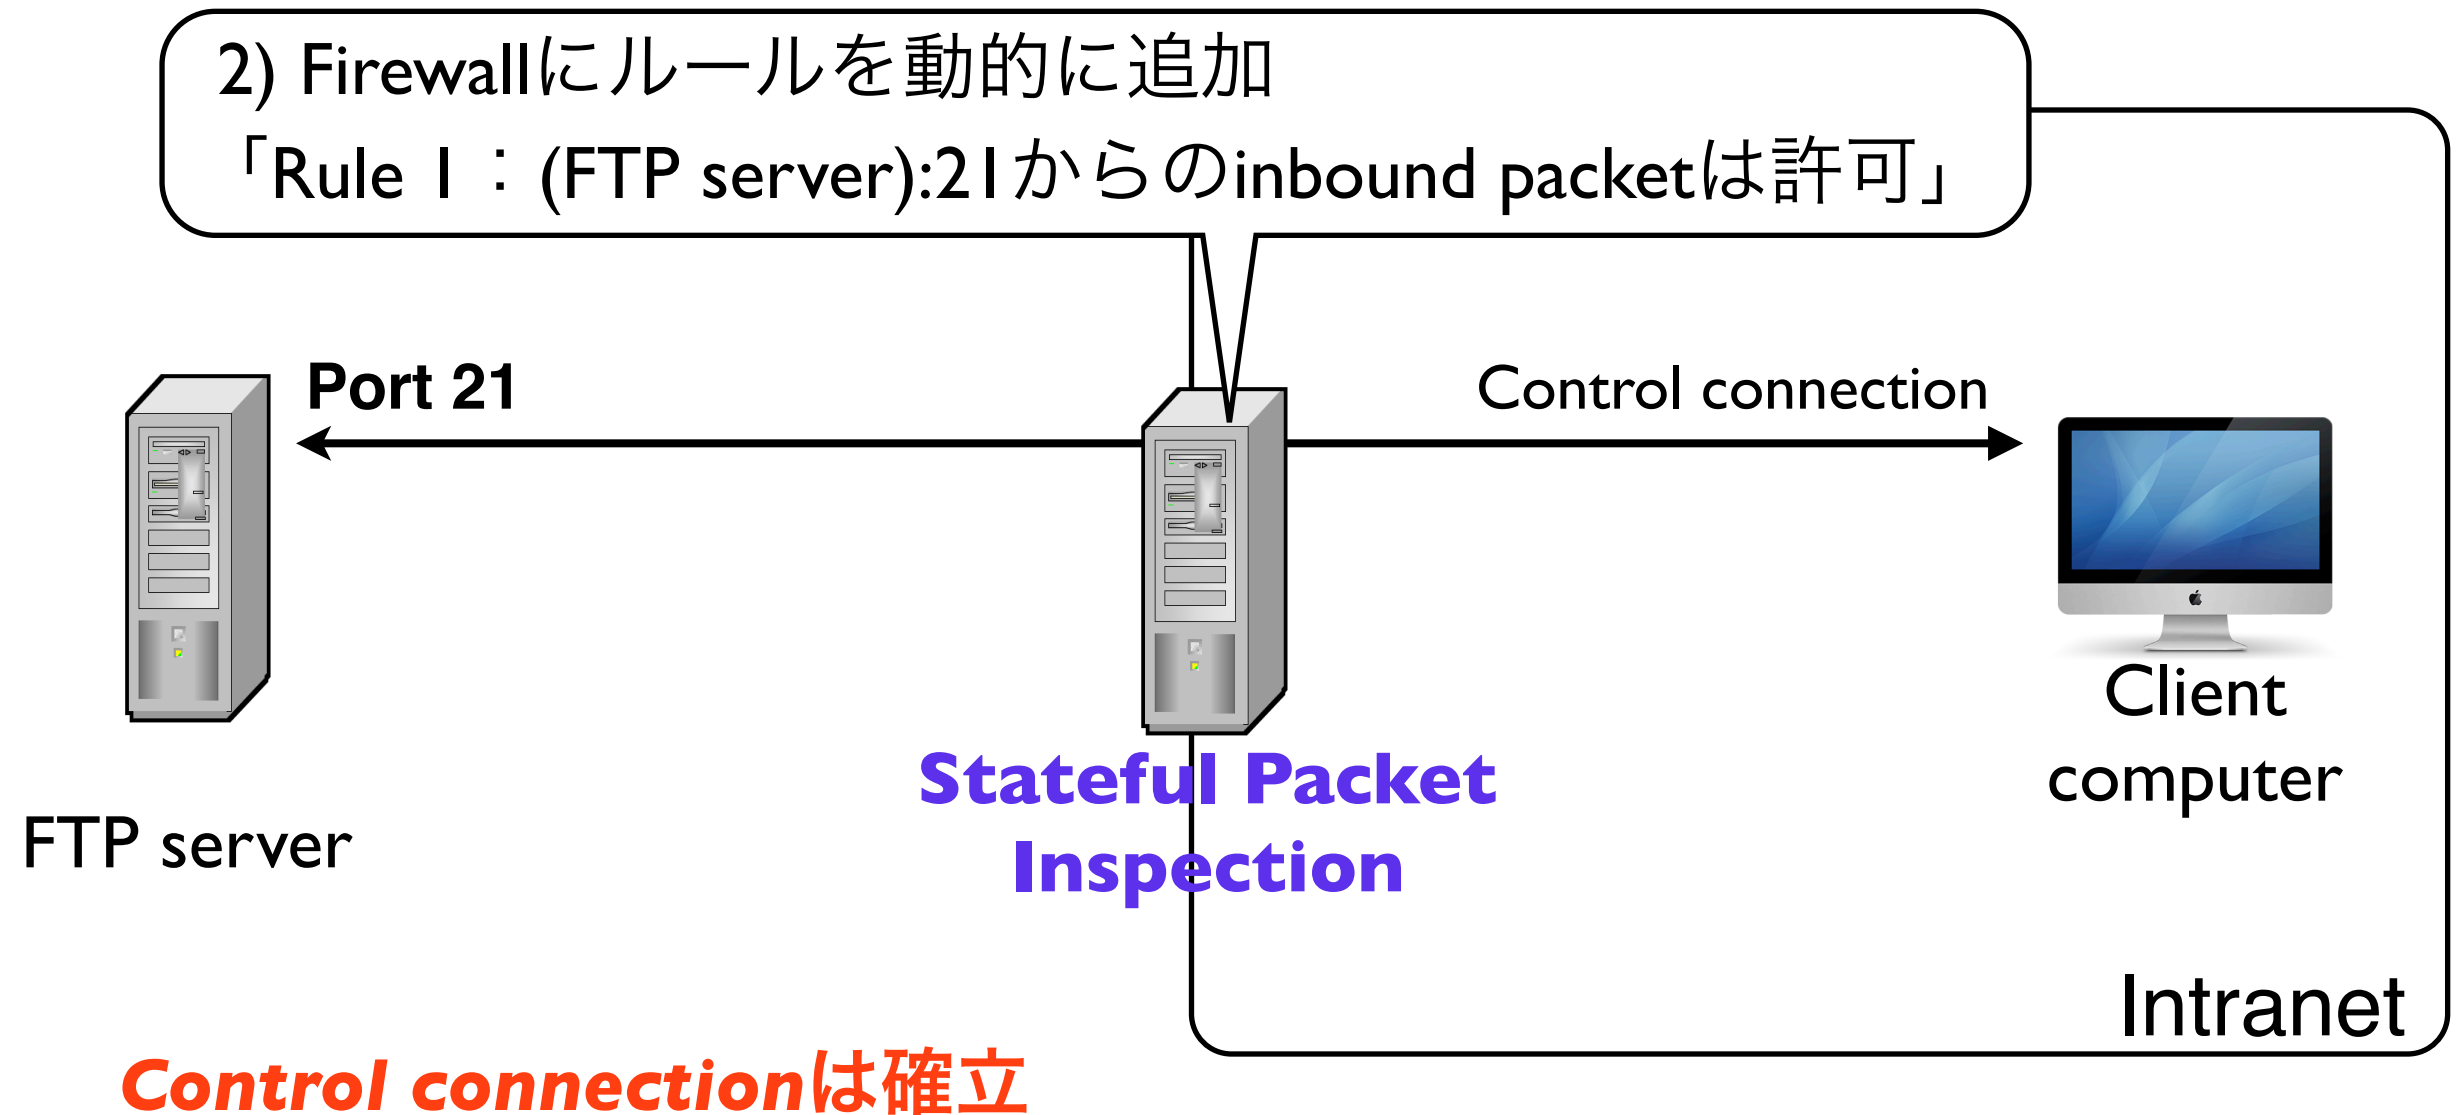 2) Firewallにルールを動的に追加
「Rule 1：(FTP server):21からのinbound packetは許可」
Port 21
Control connection
Client
computer
Stateful Packet
Inspection
FTP server
Intranet
Control connectionは確立